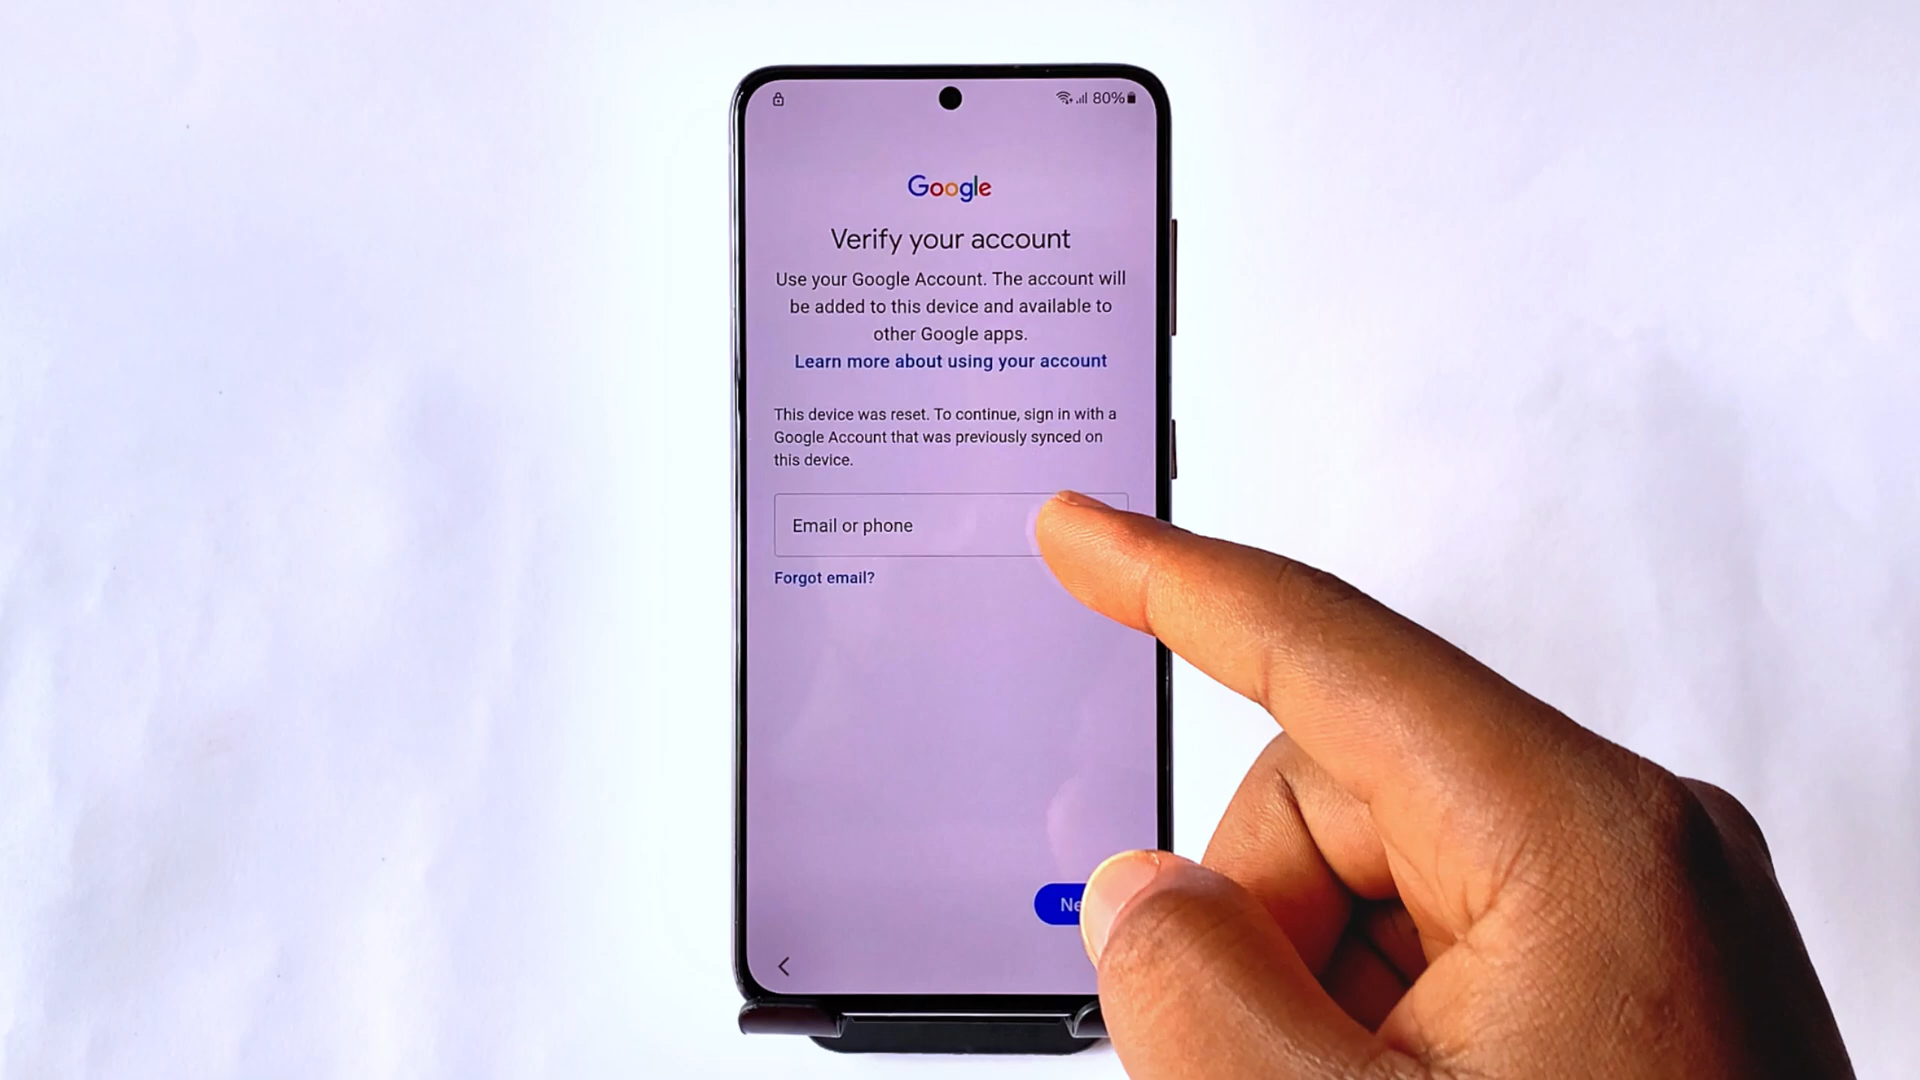 80%
Google
Verify your account
Use your Google Account. The account will
be added to this device and available to
other Google apps.
Learn more about using your account
This device was reset. To continue, sign in with a
Google Account that was previously synced on
this device.
Email or phone
Forgot email?
Ne